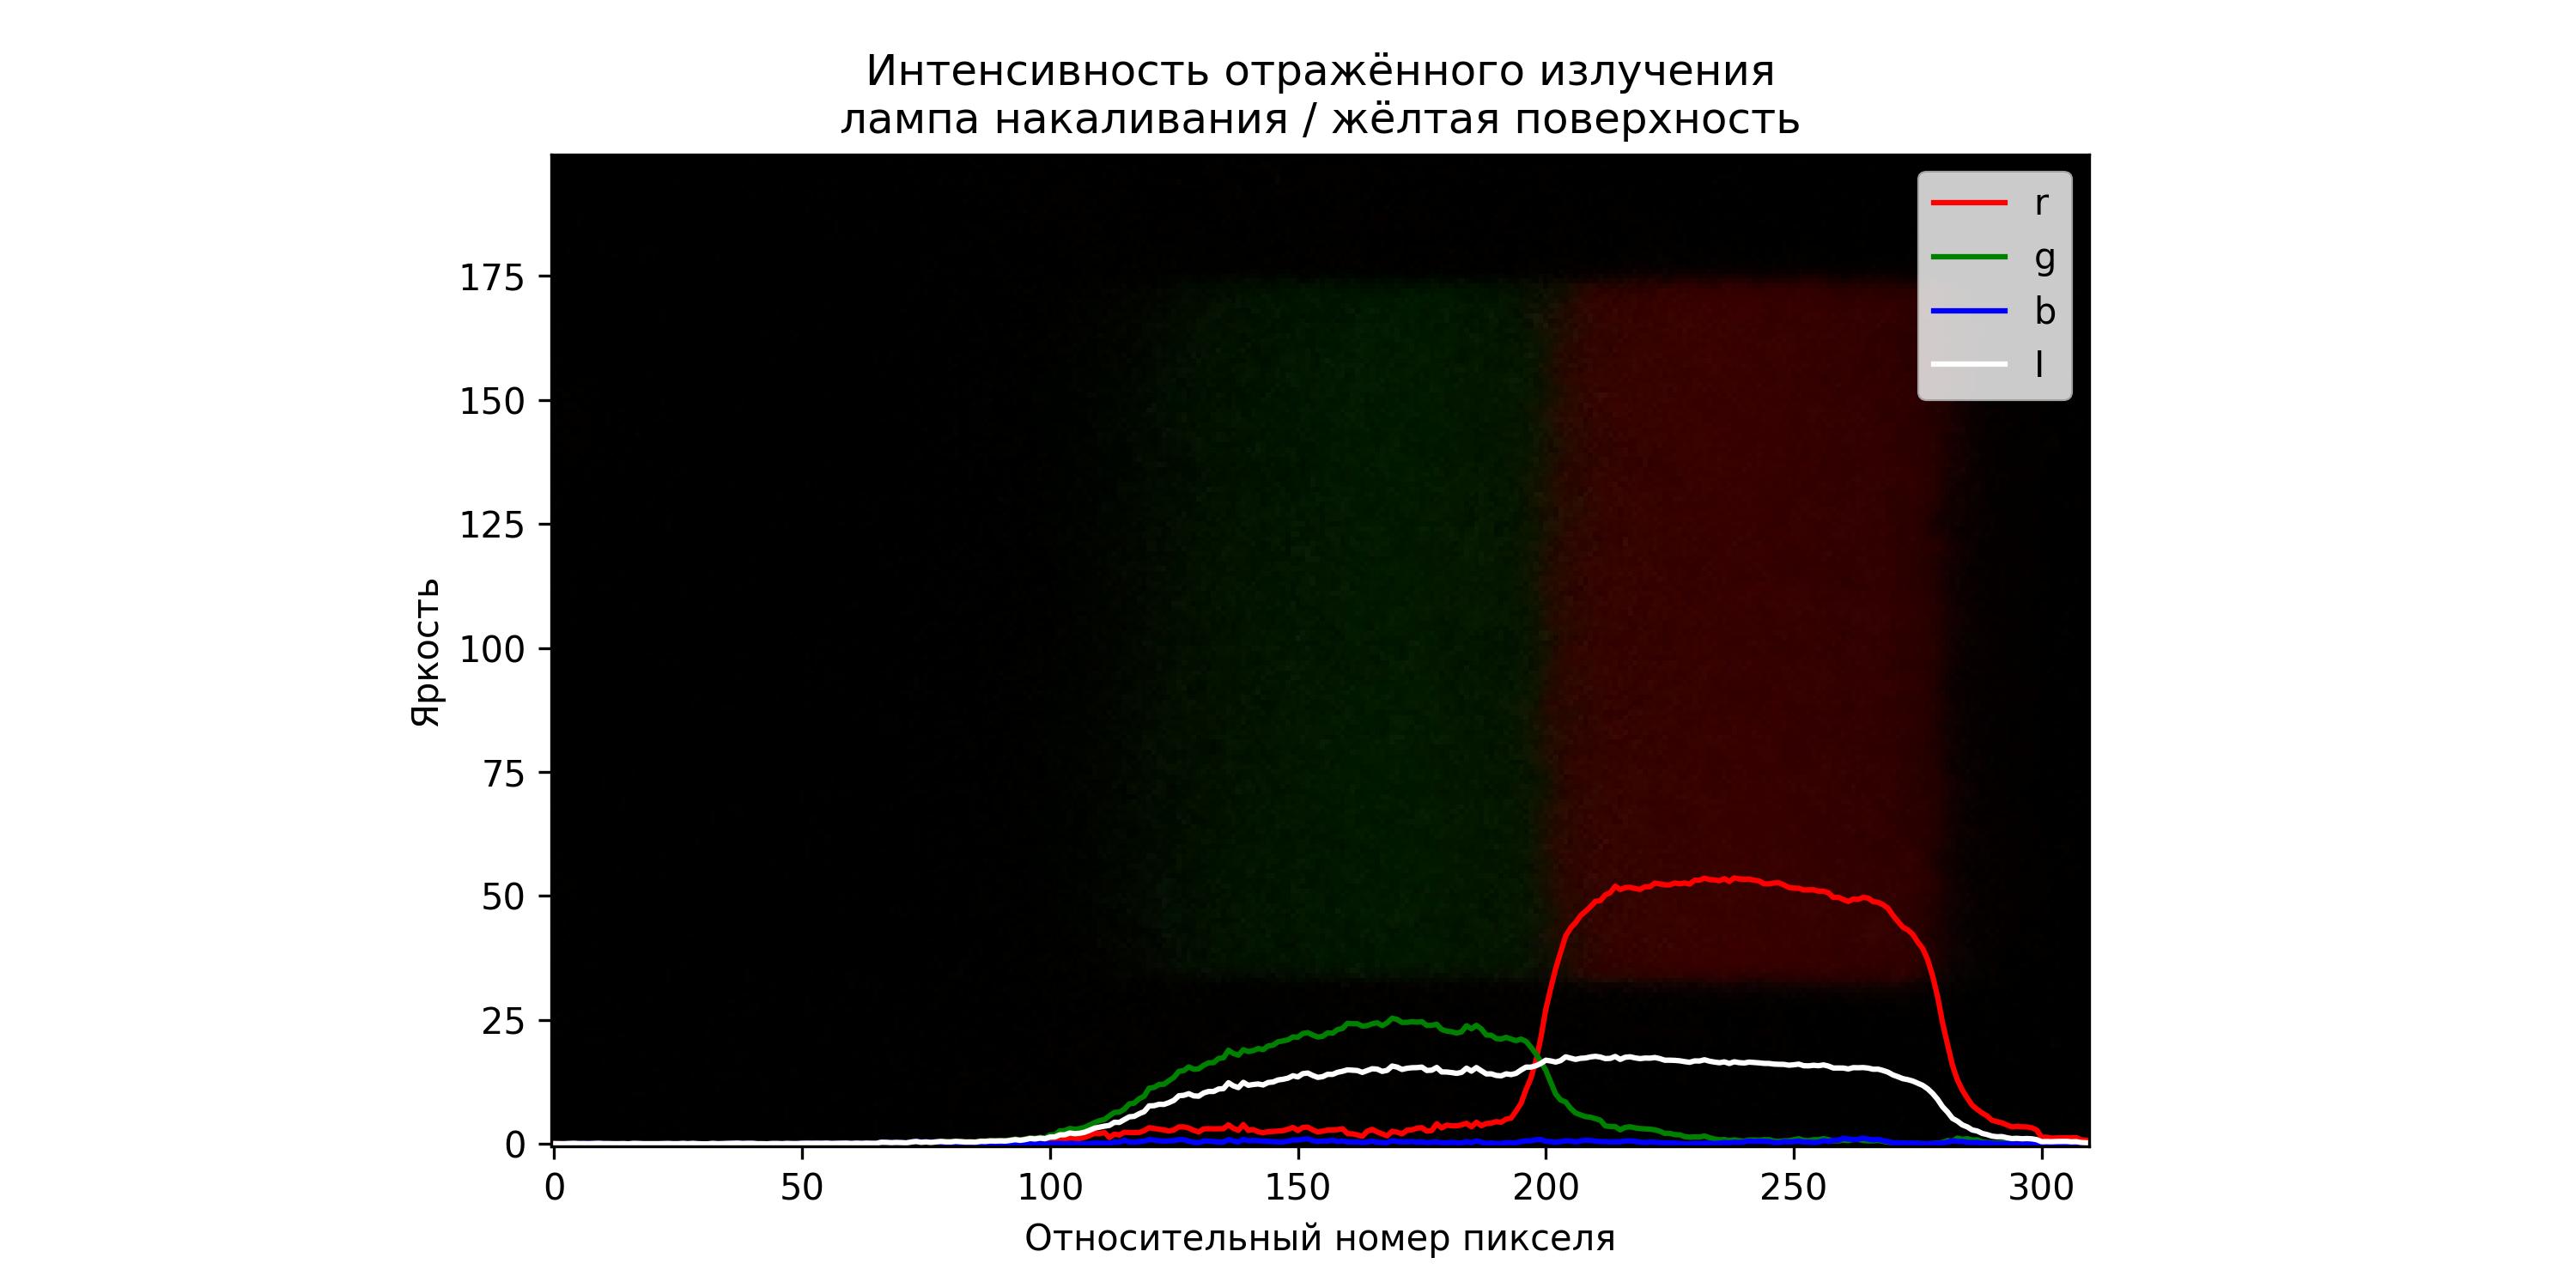 Интенсивность отражённого излучения
лампа накаливания / жёлтая поверхность
r
g
b
l
175
150
125
100
75
50
25
0
Яркость
0 50 100 150 200 250 300
Относительный номер пикселя